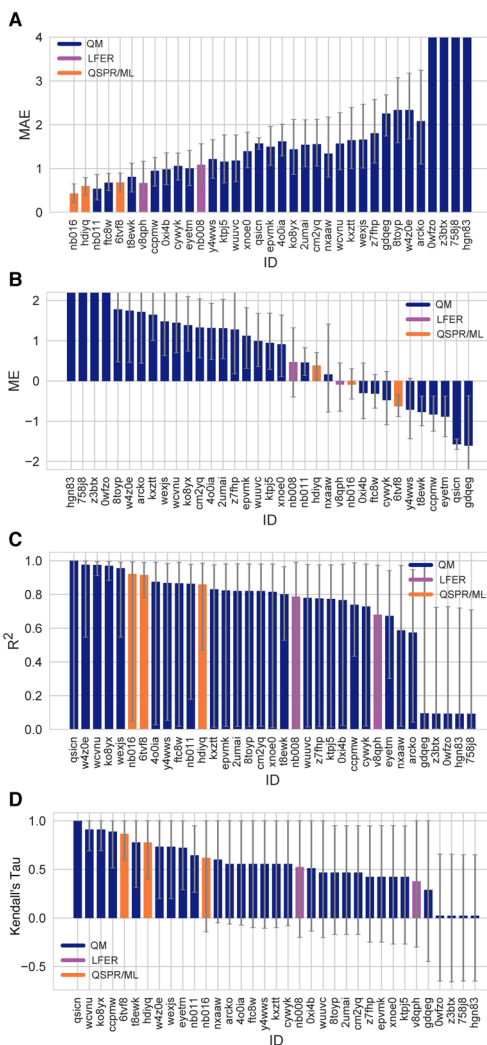 A
4
3
2
1
0
MAE
QM
LFER
QSPR/ML
nb016
hdiyq
nb011
ftc8w
6tvf8
t8ewk
v8qph
ccpmw
0xi4b
cywyk
eyetm
nb008
y4wws
ktpj5
wuuvc
xnoe0
qsicn
epvmk
4o0ia
ko8yx
2umai
cm2yq
nxaaw
wcvnu
kxztt
wexjs
z7fhp
gdqeg
8toyp
w4z0e
arcko
0wfzo
z3btx
758j8
hgn83
ID
B
2
1
0
−1
−2
ME
QM
LFER
QSPR/ML
hgn83
758j8
z3btx
0wfzo
8toyp
w4z0e
arcko
kxztt
wexjs
wcvnu
ko8yx
cm2yq
4o0ia
2umai
z7fhp
epvmk
wuuvc
ktpj5
xnoe0
nb008
nb011
hdiyq
nxaaw
v8qph
nb016
0xi4b
ftc8w
cywyk
6tvf8
y4wws
t8ewk
ccpmw
eyetm
qsicn
gdqeg
ID
C
1.0
0.8
0.6
0.4
0.2
0.0
R2
QM
LFER
QSPR/ML
qsicn
w4z0e
wcvnu
ko8yx
wexjs
nb016
6tvf8
4o0ia
y4wws
ftc8w
nb011
hdiyq
kxztt
epvmk
2umai
8toyp
cm2yq
xnoe0
t8ewk
nb008
wuuvc
z7fhp
ktpj5
0xi4b
ccpmw
cywyk
v8qph
eyetm
nxaaw
arcko
gdqeg
z3btx
0wfzo
hgn83
758j8
ID
D
1.0
0.5
0.0
−0.5
Kendall's Tau
QM
LFER
QSPR/ML
qsicn
wcvnu
ko8yx
ccpmw
6tvf8
t8ewk
hdiyq
w4z0e
wexjs
eyetm
nb011
nb016
nxaaw
arcko
4o0ia
ftc8w
y4wws
kxztt
cywyk
nb008
0xi4b
wuuvc
8toyp
2umai
cm2yq
z7fhp
epvmk
xnoe0
ktpj5
v8qph
gdqeg
0wfzo
z3btx
758j8
hgn83
ID